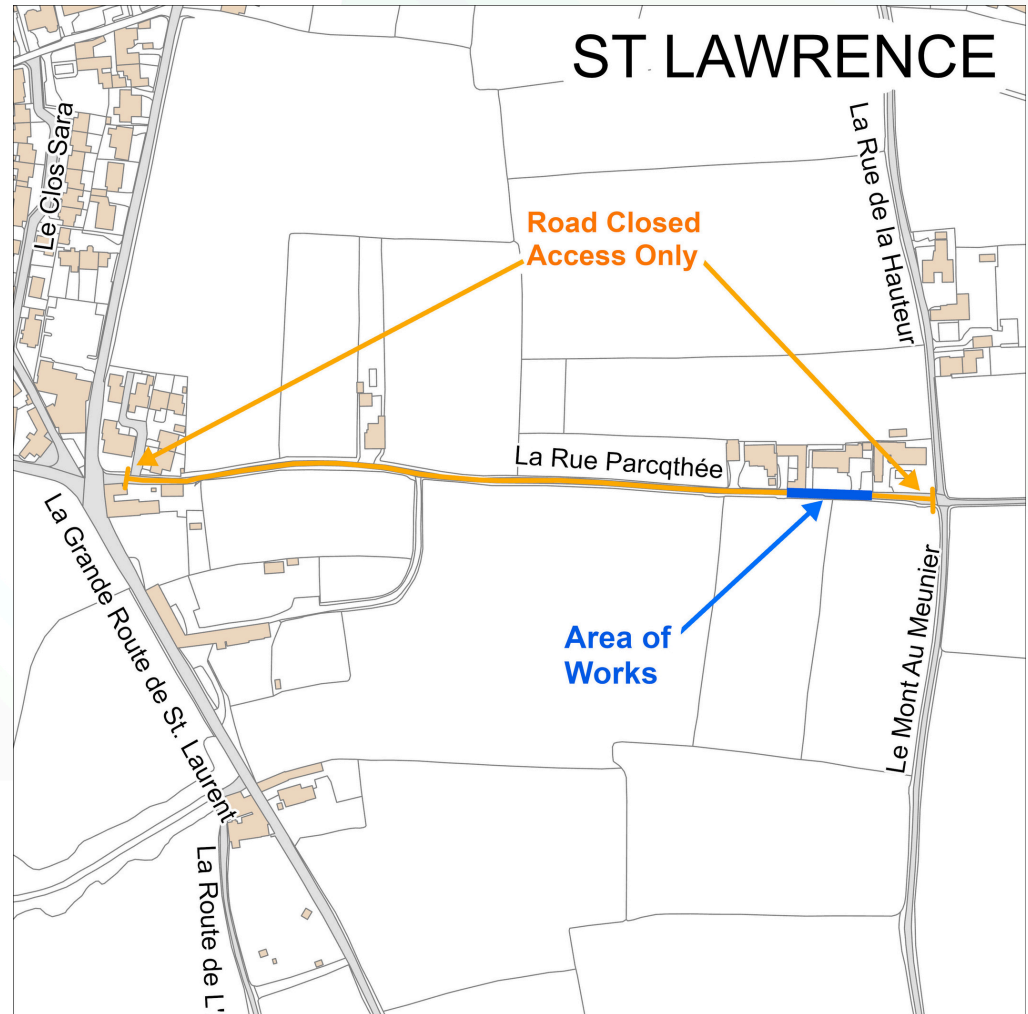 ST LAWRENCE
Le Clos Sara
La Rue de la Hauteur
Road Closed
Access Only
La Rue Parcqthée
La Grande Route de St. Laurent
Area of
Works
Le Mont Au Meunier
La Route de L'